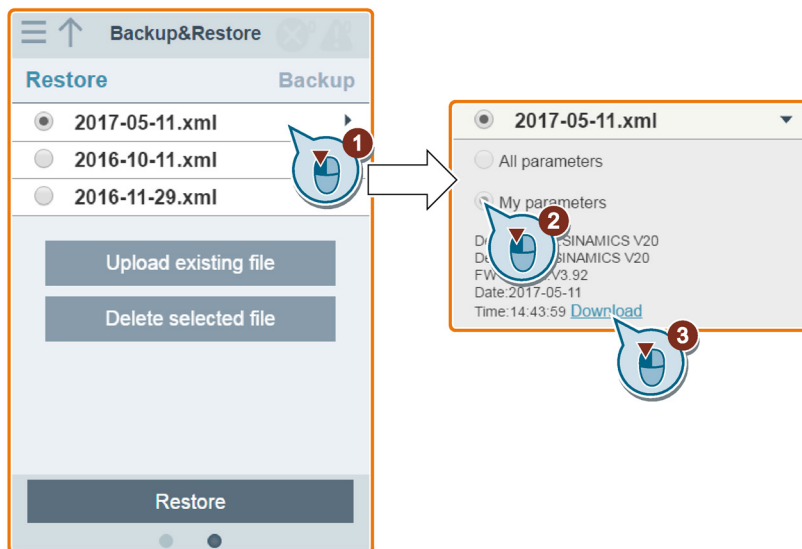 Backup&Restore
Restore Backup
2017-05-11.xml
2016-10-11.xml
2016-11-29.xml
Upload existing file
Delete selected file
Restore
1
2017-05-11.xml
All parameters
My parameters
2
SINAMICS V20
SINAMICS V20
FW V3.92
Date:2017-05-11
Time:14:43:59 Download
3